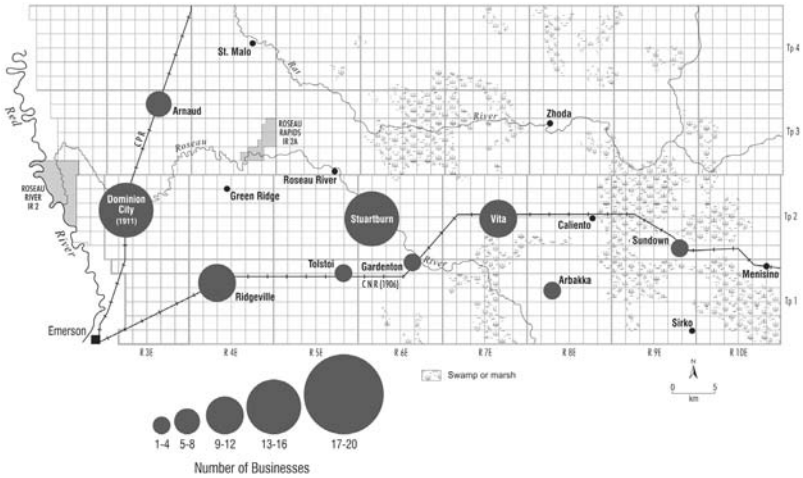 St. Malo
Rat
Tp 4
Red
Arnaud
CPR
Zhoda
River
Tp 3
ROSEAU
RAPIDS
IR 2A
Roseau
Roseau River
ROSEAU
RIVER
IR 2
Green Ridge
Dominion
City
(1911)
Stuartburn
Vita
Caliento
Tp 2
River
Sundown
Tolstoi
Gardenton
River
Menisino
Ridgeville
C N R (1906)
Arbakka
Tp 1
Emerson
Sirko
R 3E
R 4E
R 5E
R 6E
R 7E
R 8E
R 9E
R 10E
Swamp or marsh
N
0 5
km
1-4 5-8 9-12 13-16 17-20
Number of Businesses